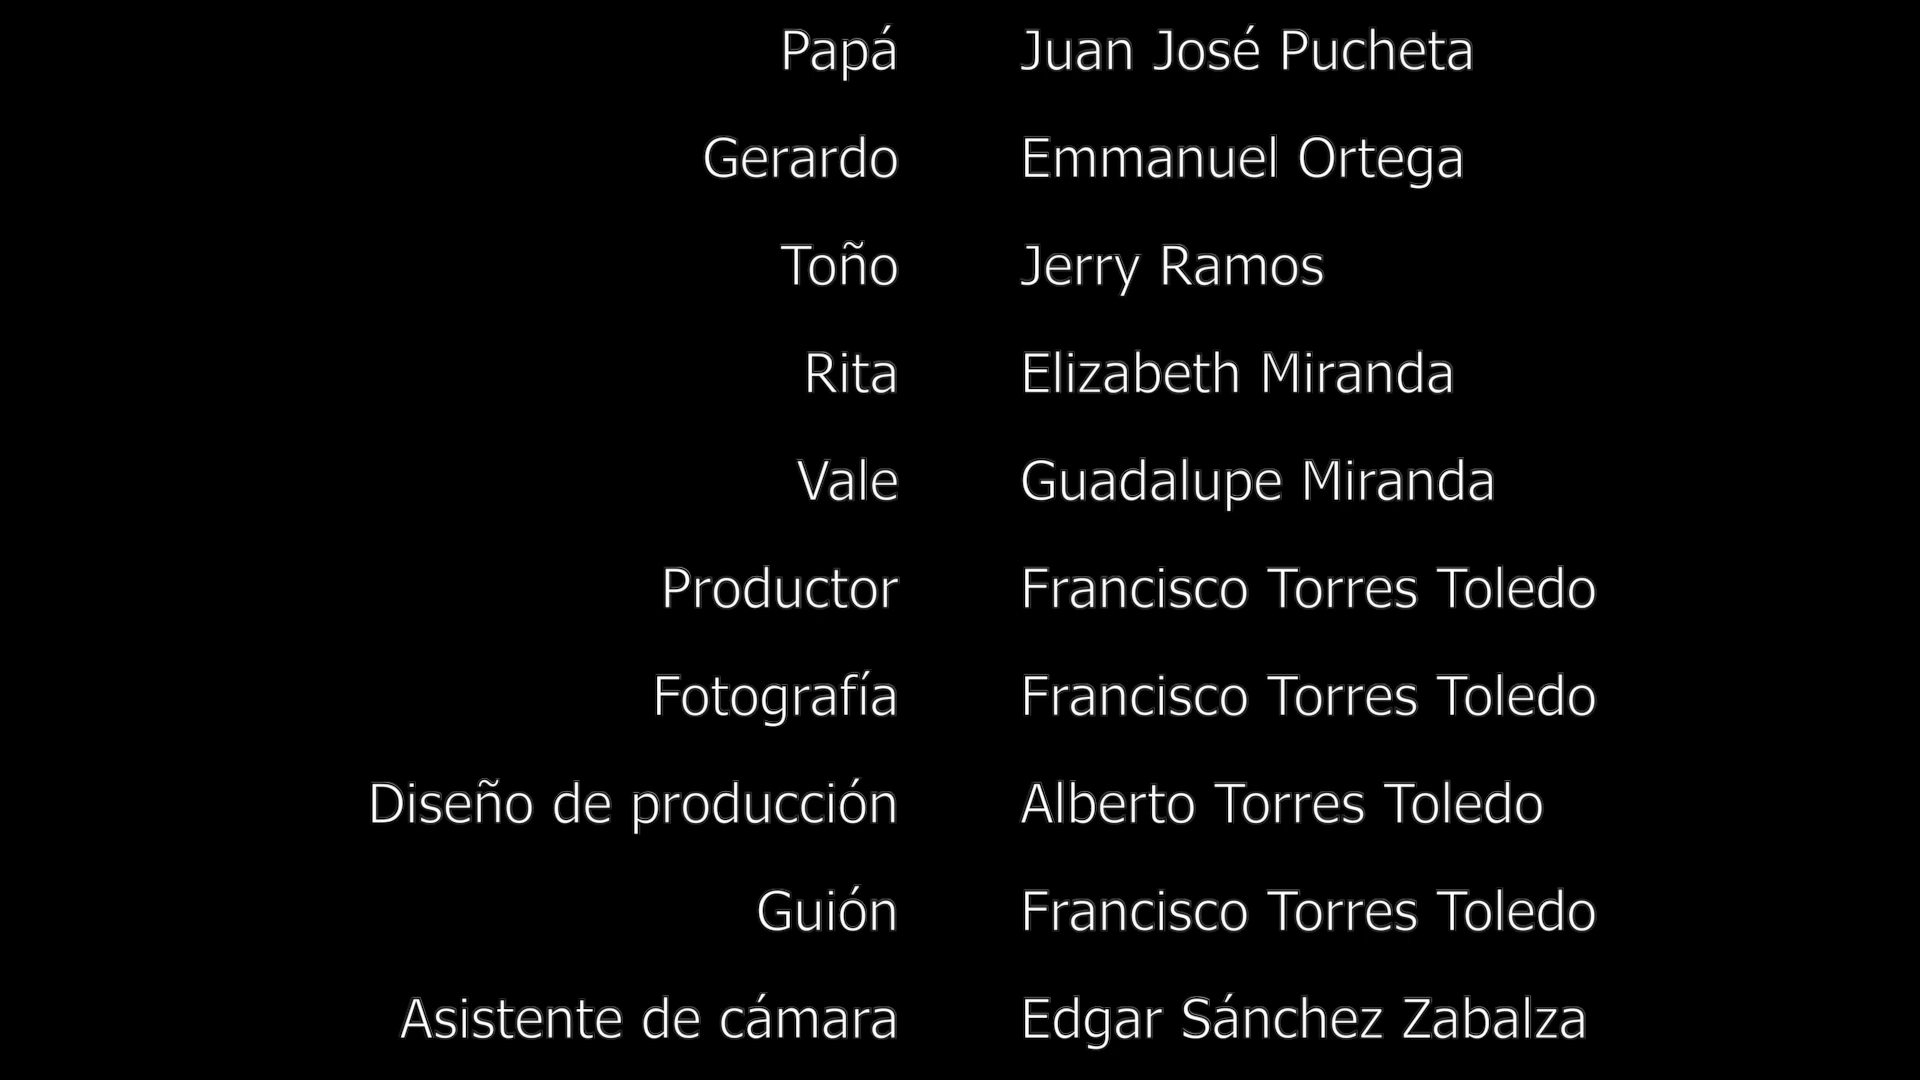 Papá Juan José Pucheta
Gerardo Emmanuel Ortega
Toño Jerry Ramos
Rita Elizabeth Miranda
Vale Guadalupe Miranda
Productor Francisco Torres Toledo
Fotografía Francisco Torres Toledo
Diseño de producción Alberto Torres Toledo
Guión Francisco Torres Toledo
Asistente de cámara Edgar Sánchez Zabalza